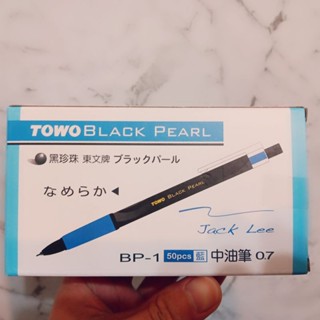 TOWO BLACK PEARL
黑珍珠 東文牌 ブラックパール
なめらか
TOWO BLACK PEARL
Jack Lee
BP-1 50pcs 藍 中油筆 0.7